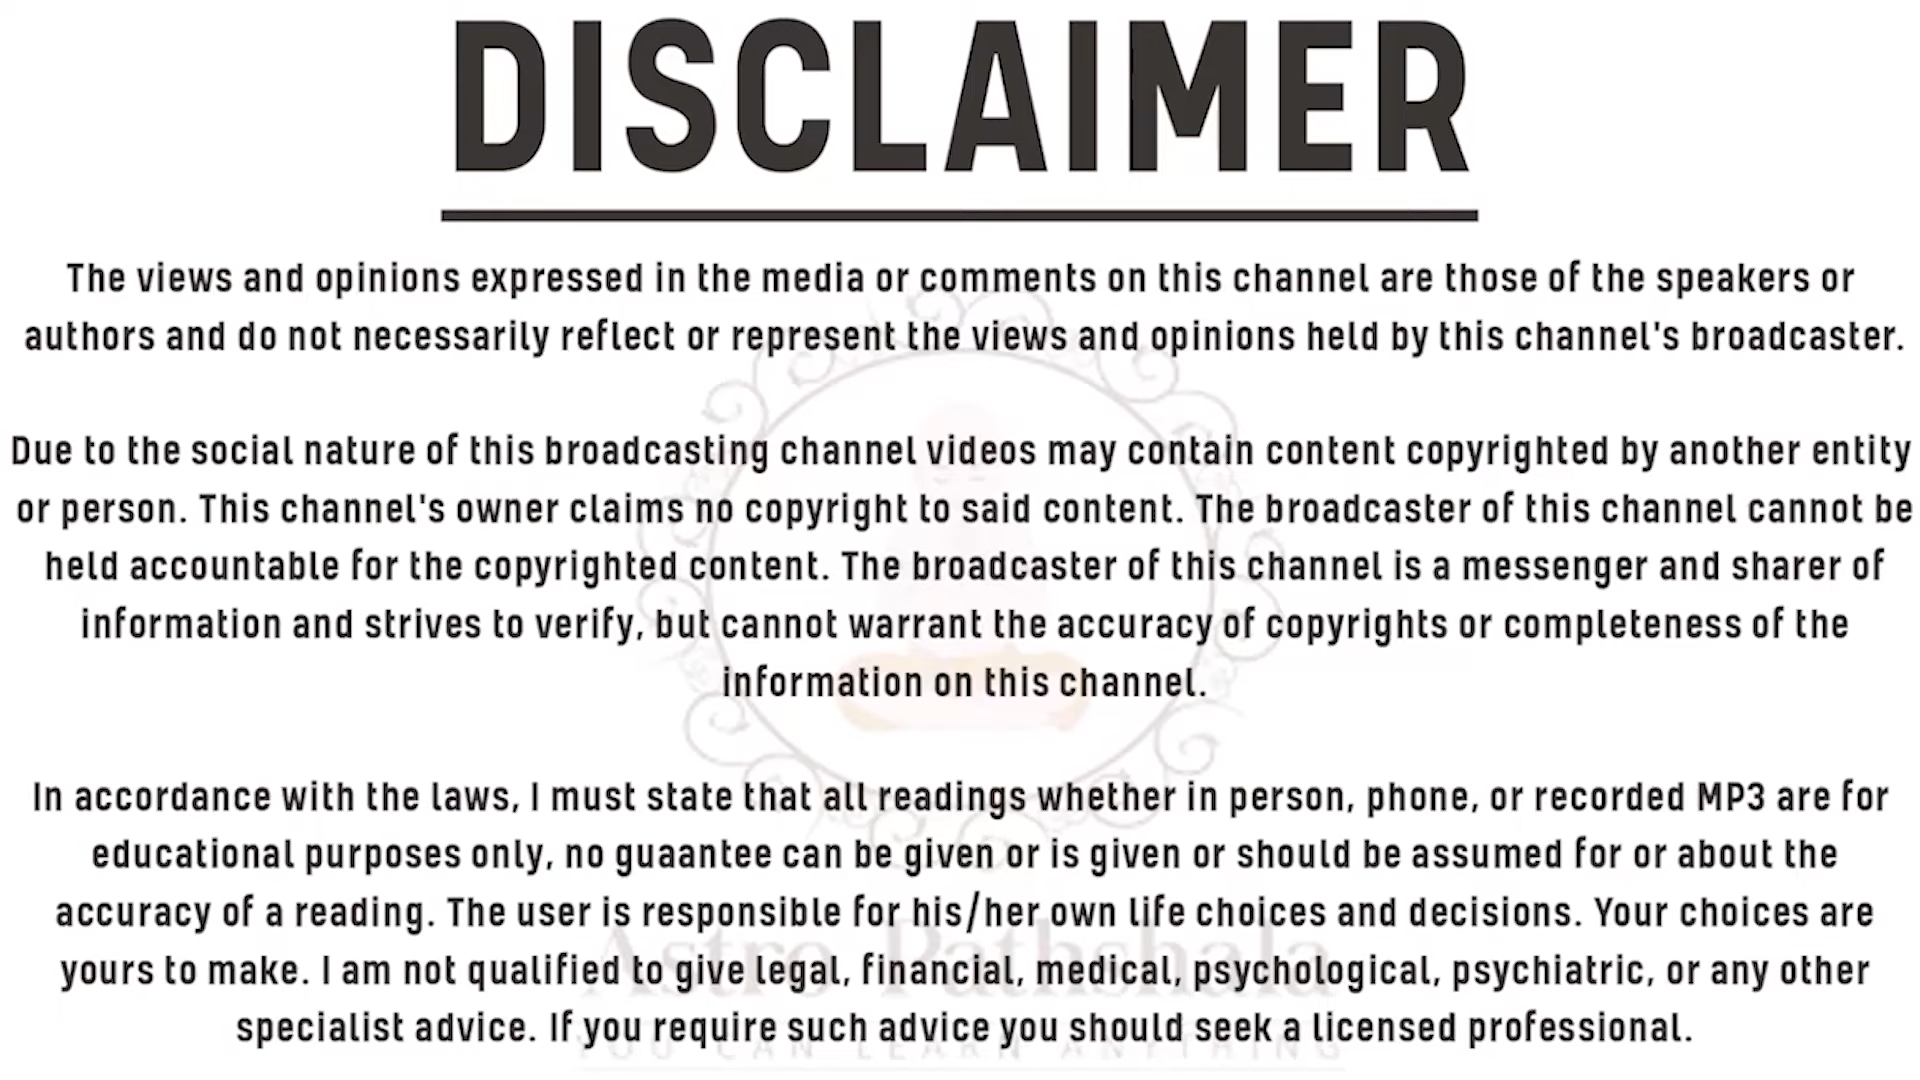 DISCLAIMER
The views and opinions expressed in the media or comments on this channel are those of the speakers or
authors and do not necessarily reflect or represent the views and opinions held by this channel's broadcaster.
Due to the social nature of this broadcasting channel videos may contain content copyrighted by another entity
or person. This channel's owner claims no copyright to said content. The broadcaster of this channel cannot be
held accountable for the copyrighted content. The broadcaster of this channel is a messenger and sharer of
information and strives to verify, but cannot warrant the accuracy of copyrights or completeness of the
information on this channel.
In accordance with the laws, I must state that all readings whether in person, phone, or recorded MP3 are for
educational purposes only, no guaantee can be given or is given or should be assumed for or about the
accuracy of a reading. The user is responsible for his/her own life choices and decisions. Your choices are
Astro Pathshala
yours to make. I am not qualified to give legal, financial, medical, psychological, psychiatric, or any other
specialist advice. If you require such advice you should seek a licensed professional.
YOU CAN LEARN ANYTHING